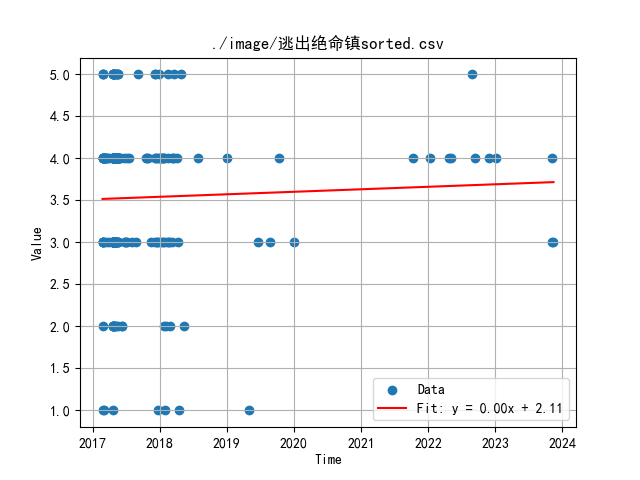 ./image/逃出绝命镇sorted.csv
5.0
4.5
4.0
3.5
3.0
2.5
2.0
1.5
1.0
Value
Data
Fit: y = 0.00x + 2.11
2017 2018 2019 2020 2021 2022 2023 2024
Time